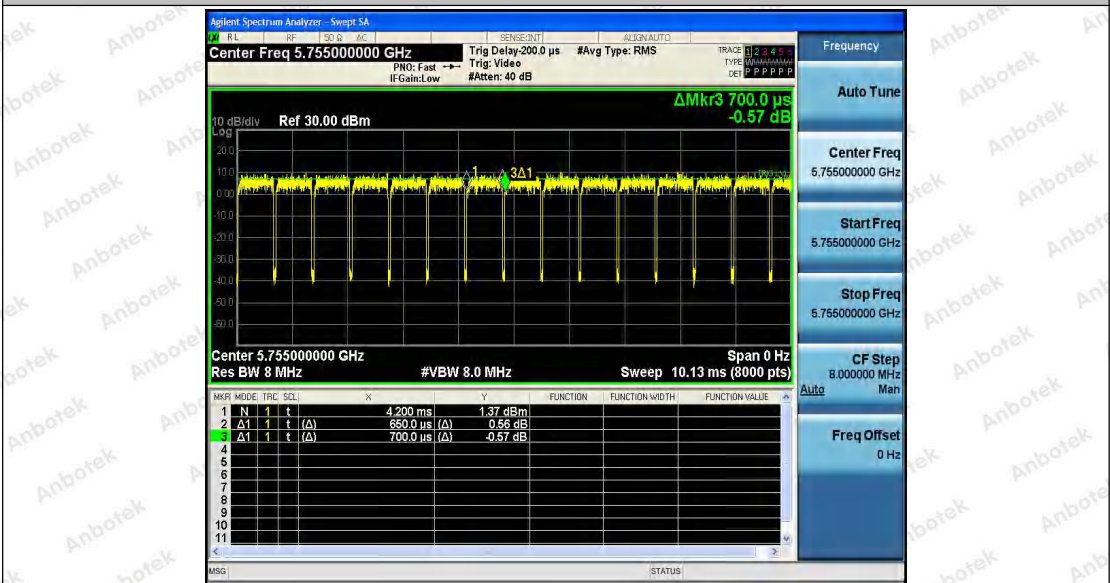 Agilent Spectrum Analyzer - Swept SA
RL RF 50 Ω AC SENSE:INT ALIGNAUTO
Center Freq 5.755000000 GHz
PNO: Fast
IFGain:Low
Trig Delay-200.0 µs
Trig: Video
#Atten: 40 dB
#Avg Type: RMS
TRACE 1 2 3 4 5 6
TYPE WWWWWW
DET P P P P P P
ΔMkr3 700.0 µs
-0.57 dB
10 dB/div Ref 30.00 dBm
Log
20.0
10.0
0.00
-10.0
-20.0
-30.0
-40.0
-50.0
-60.0
1
3Δ1
Center 5.755000000 GHz Span 0 Hz
Res BW 8 MHz #VBW 8.0 MHz Sweep 10.13 ms (8000 pts)
MKR MODE TRC SCL X Y FUNCTION FUNCTION WIDTH FUNCTION VALUE
1 N 1 t 4.200 ms 1.37 dBm
2 Δ1 1 t (Δ) 650.0 µs (Δ) 0.56 dB
3 Δ1 1 t (Δ) 700.0 µs (Δ) -0.57 dB
4
5
6
7
8
9
10
11
MSG STATUS
Frequency
Auto Tune
Center Freq
5.755000000 GHz
Start Freq
5.755000000 GHz
Stop Freq
5.755000000 GHz
CF Step
8.000000 MHz
Auto Man
Freq Offset
0 Hz
Anbotek